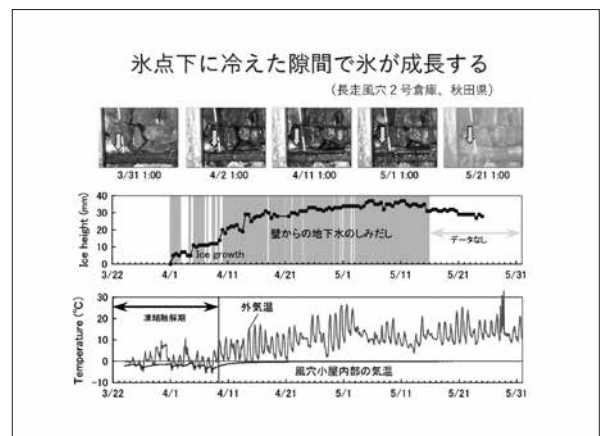 氷点下に冷えた隙間で氷が成長する
(長走風穴2号倉庫、秋田県)
3/31 1:00 4/2 1:00 4/11 1:00 5/1 1:00 5/21 1:00
Ice height (mm)
40
30
20
10
0
壁からの地下水のしみだし
データなし
Ice growth
3/22 4/1 4/11 4/21 5/1 5/11 5/21 5/31
Temperature (℃)
30
20
10
0
-10
凍結融解期
外気温
風穴小屋内部の気温
3/22 4/1 4/11 4/21 5/1 5/11 5/21 5/31